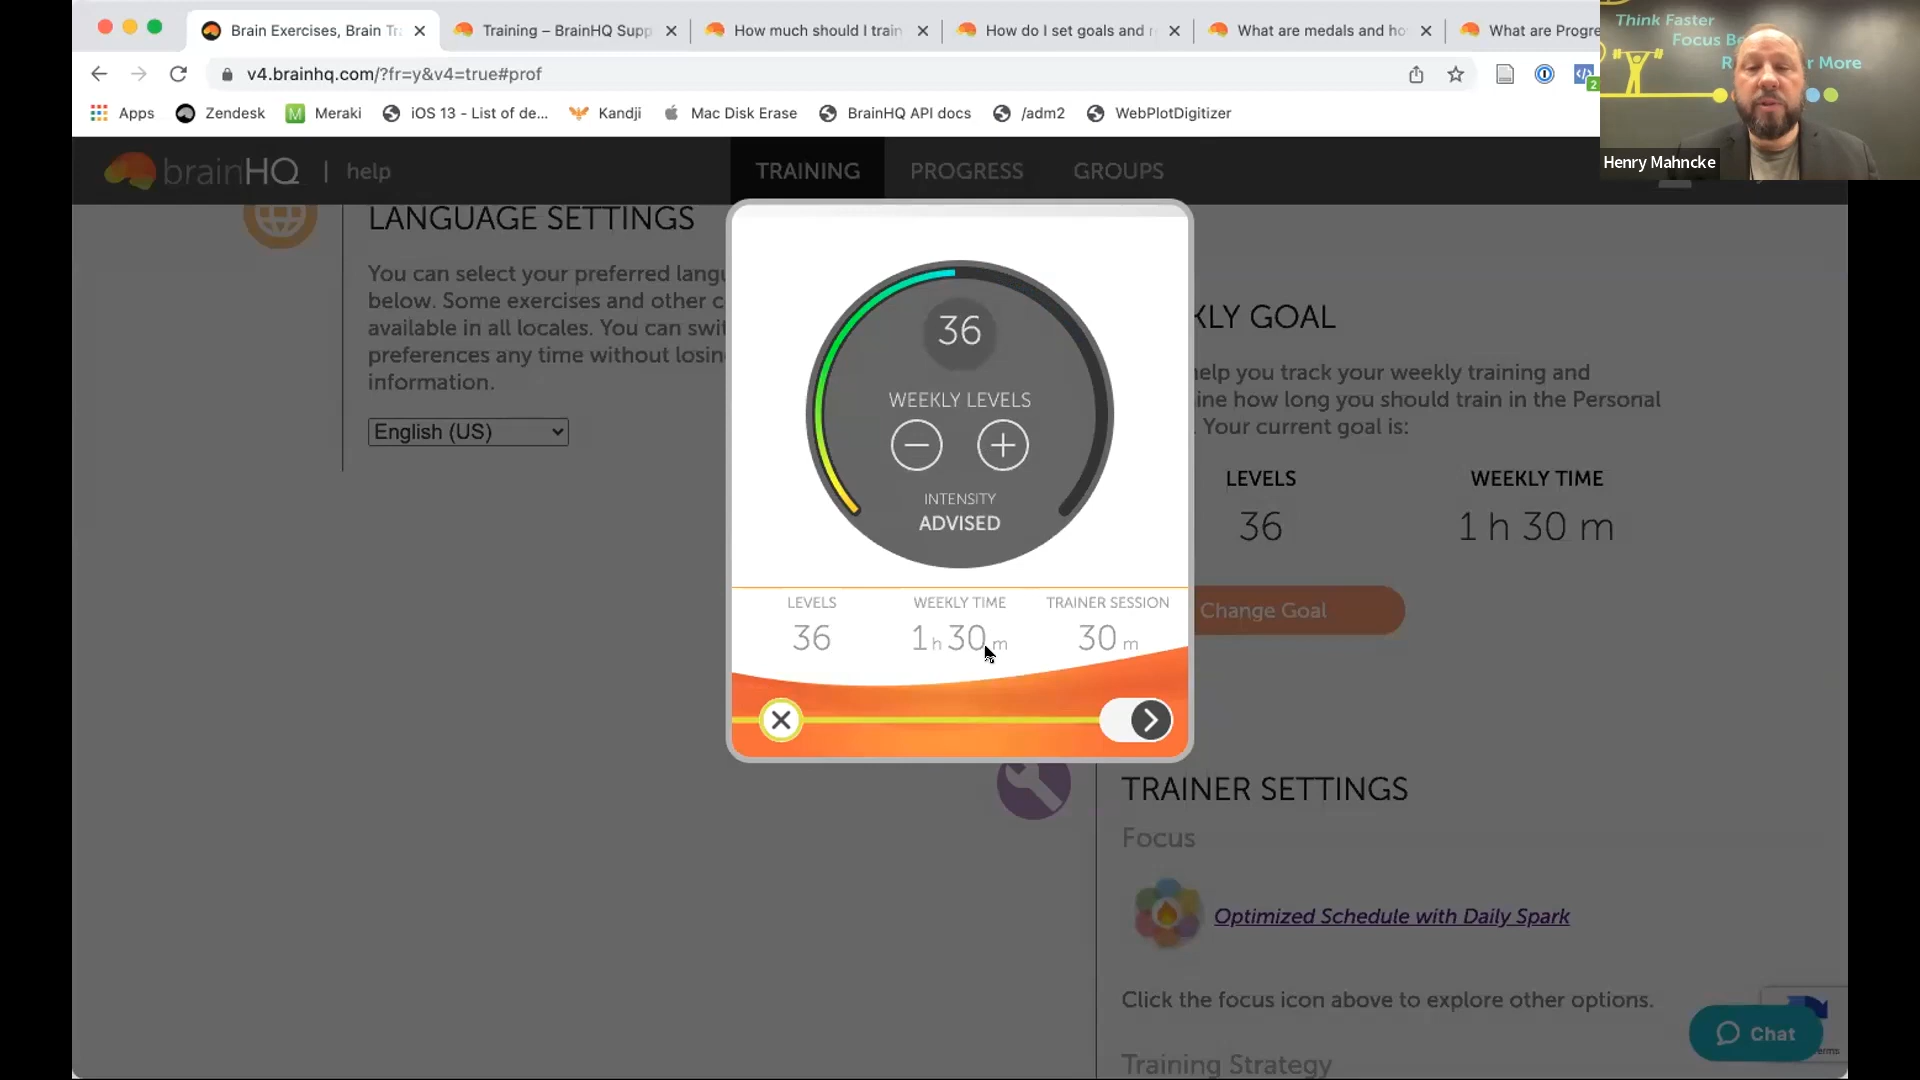 Brain Exercises, Brain Tr
Training – BrainHQ Supp
How much should I train
How do I set goals and r
What are medals and ho
What are Progre
v4.brainhq.com/?fr=y&v4=true#prof
2
Apps
Zendesk
M Meraki
iOS 13 - List of de...
Kandji
Mac Disk Erase
BrainHQ API docs
/adm2
WebPlotDigitizer
Think Faster
Focus Be
r More
Henry Mahncke
brainHQ | help
TRAINING
PROGRESS
GROUPS
LANGUAGE SETTINGS
You can select your preferred langu
below. Some exercises and other c
available in all locales. You can swit
preferences any time without losin
information.
English (US)
36
WEEKLY LEVELS
INTENSITY
ADVISED
LEVELS
WEEKLY TIME
TRAINER SESSION
36
1 h 30 m
30 m
KLY GOAL
help you track your weekly training and
ine how long you should train in the Personal
. Your current goal is:
LEVELS
WEEKLY TIME
36
1 h 30 m
Change Goal
TRAINER SETTINGS
Focus
Optimized Schedule with Daily Spark
Click the focus icon above to explore other options.
Chat
Training Strategy